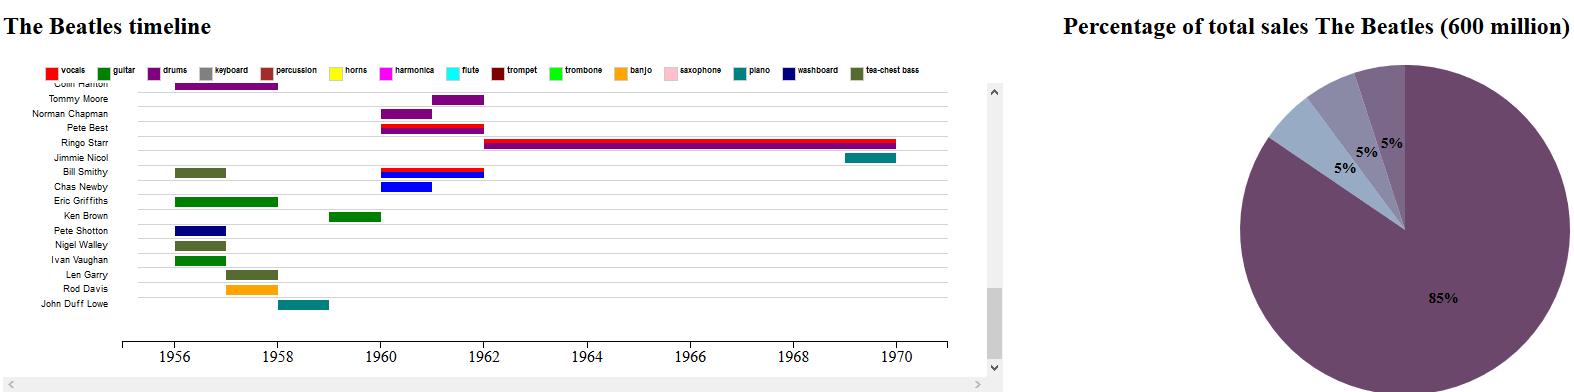 The Beatles timeline
Percentage of total sales The Beatles (600 million)
vocals guitar drums keyboard percussion horns harmonica flute trompet trombone banjo saxophone piano washboard tea-chest bass
Colin Hanton
Tommy Moore
Norman Chapman
Pete Best
Ringo Starr
Jimmie Nicol
Bill Smithy
Chas Newby
Eric Griffiths
Ken Brown
Pete Shotton
Nigel Walley
Ivan Vaughan
Len Garry
Rod Davis
John Duff Lowe
1956 1958 1960 1962 1964 1966 1968 1970
5%
5%
5%
85%